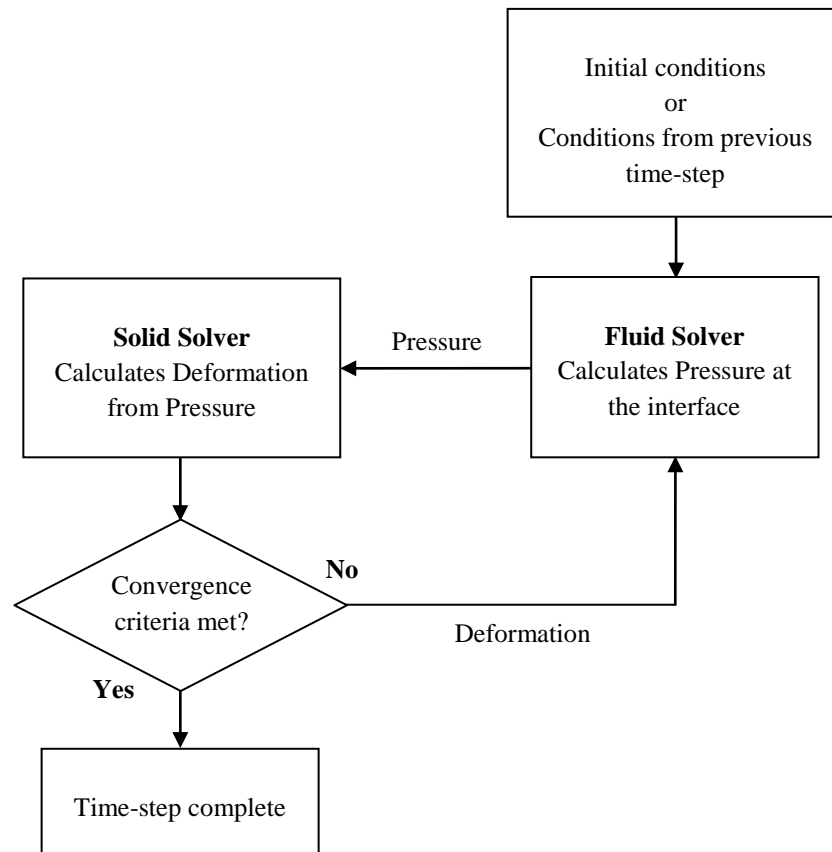 Initial conditions
or
Conditions from previous
time-step
Fluid Solver
Calculates Pressure at
the interface
Pressure
Solid Solver
Calculates Deformation
from Pressure
Convergence
criteria met?
No
Deformation
Yes
Time-step complete